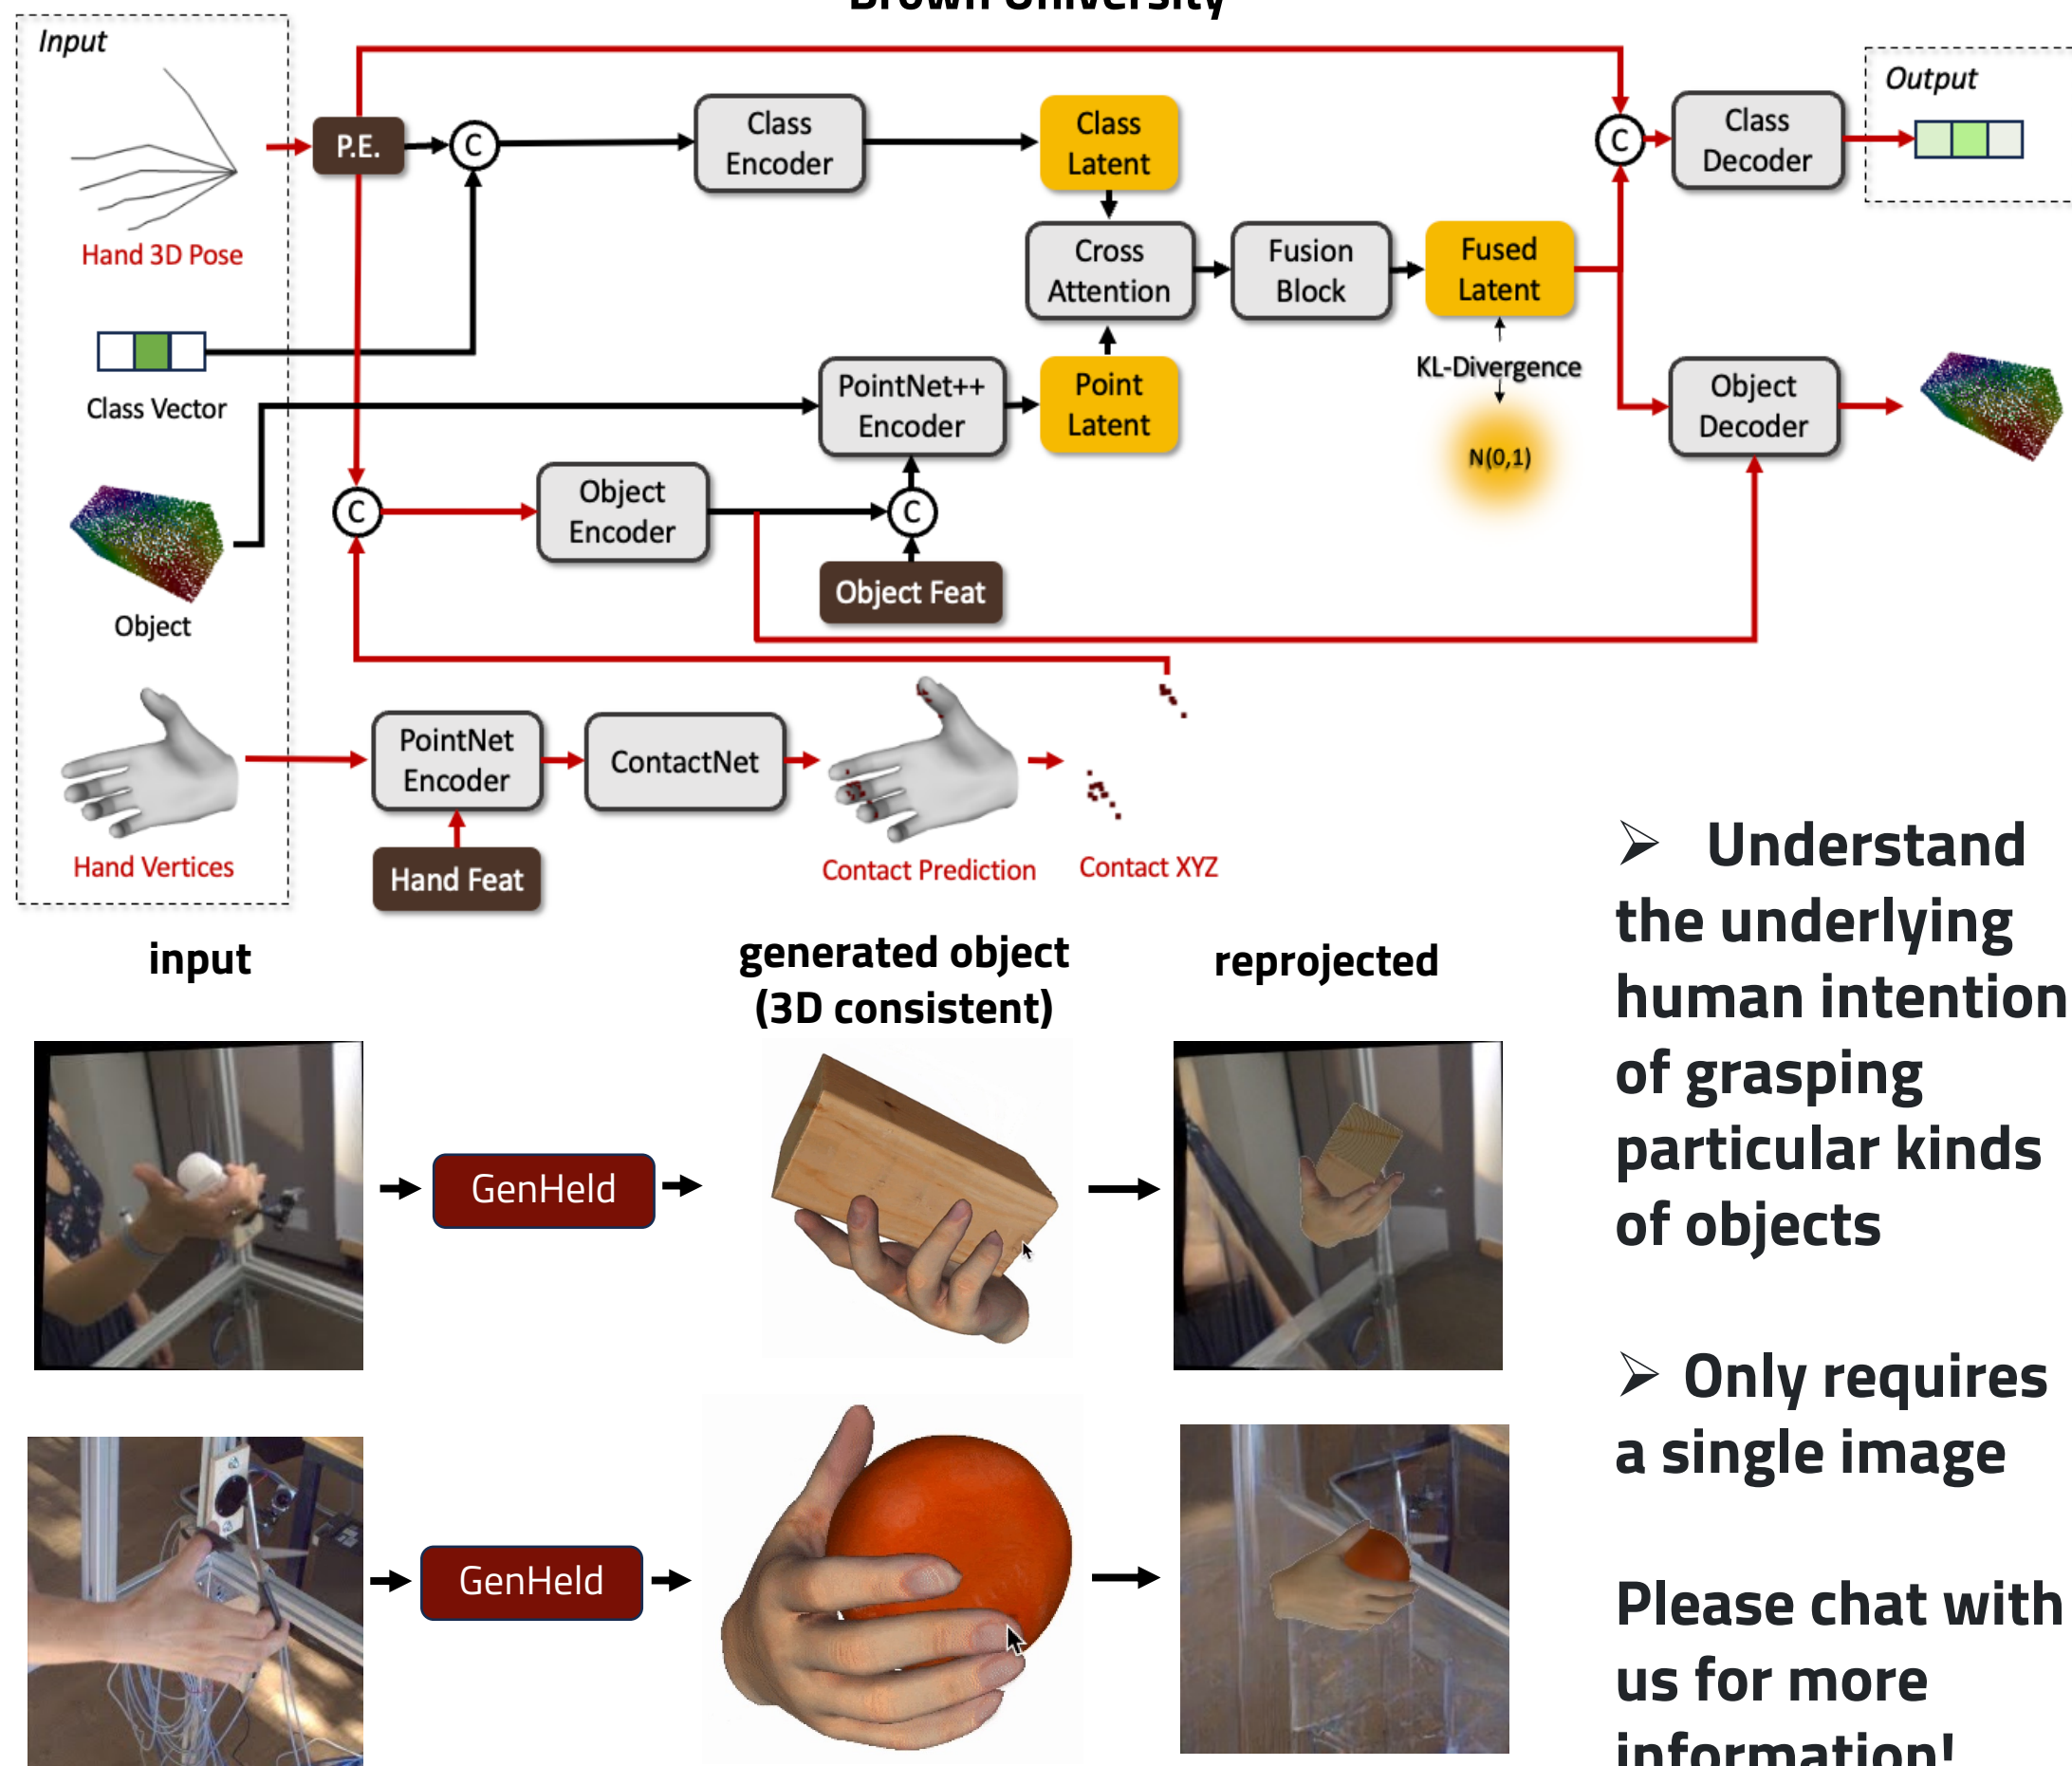 Brown University
Input
Output
P.E.
C
Class
Encoder
Class
Latent
C
Class
Decoder
Hand 3D Pose
Cross
Attention
Fusion
Block
Fused
Latent
Class Vector
PointNet++
Encoder
Point
Latent
KL-Divergence
N(0,1)
Object
Decoder
C
Object
Encoder
C
Object Feat
Object
PointNet
Encoder
ContactNet
Hand Vertices
Hand Feat
Contact Prediction
Contact XYZ
input
generated object
(3D consistent)
reprojected
GenHeld
GenHeld
➢ Understand
the underlying
human intention
of grasping
particular kinds
of objects
➢ Only requires
a single image
Please chat with
us for more
information!